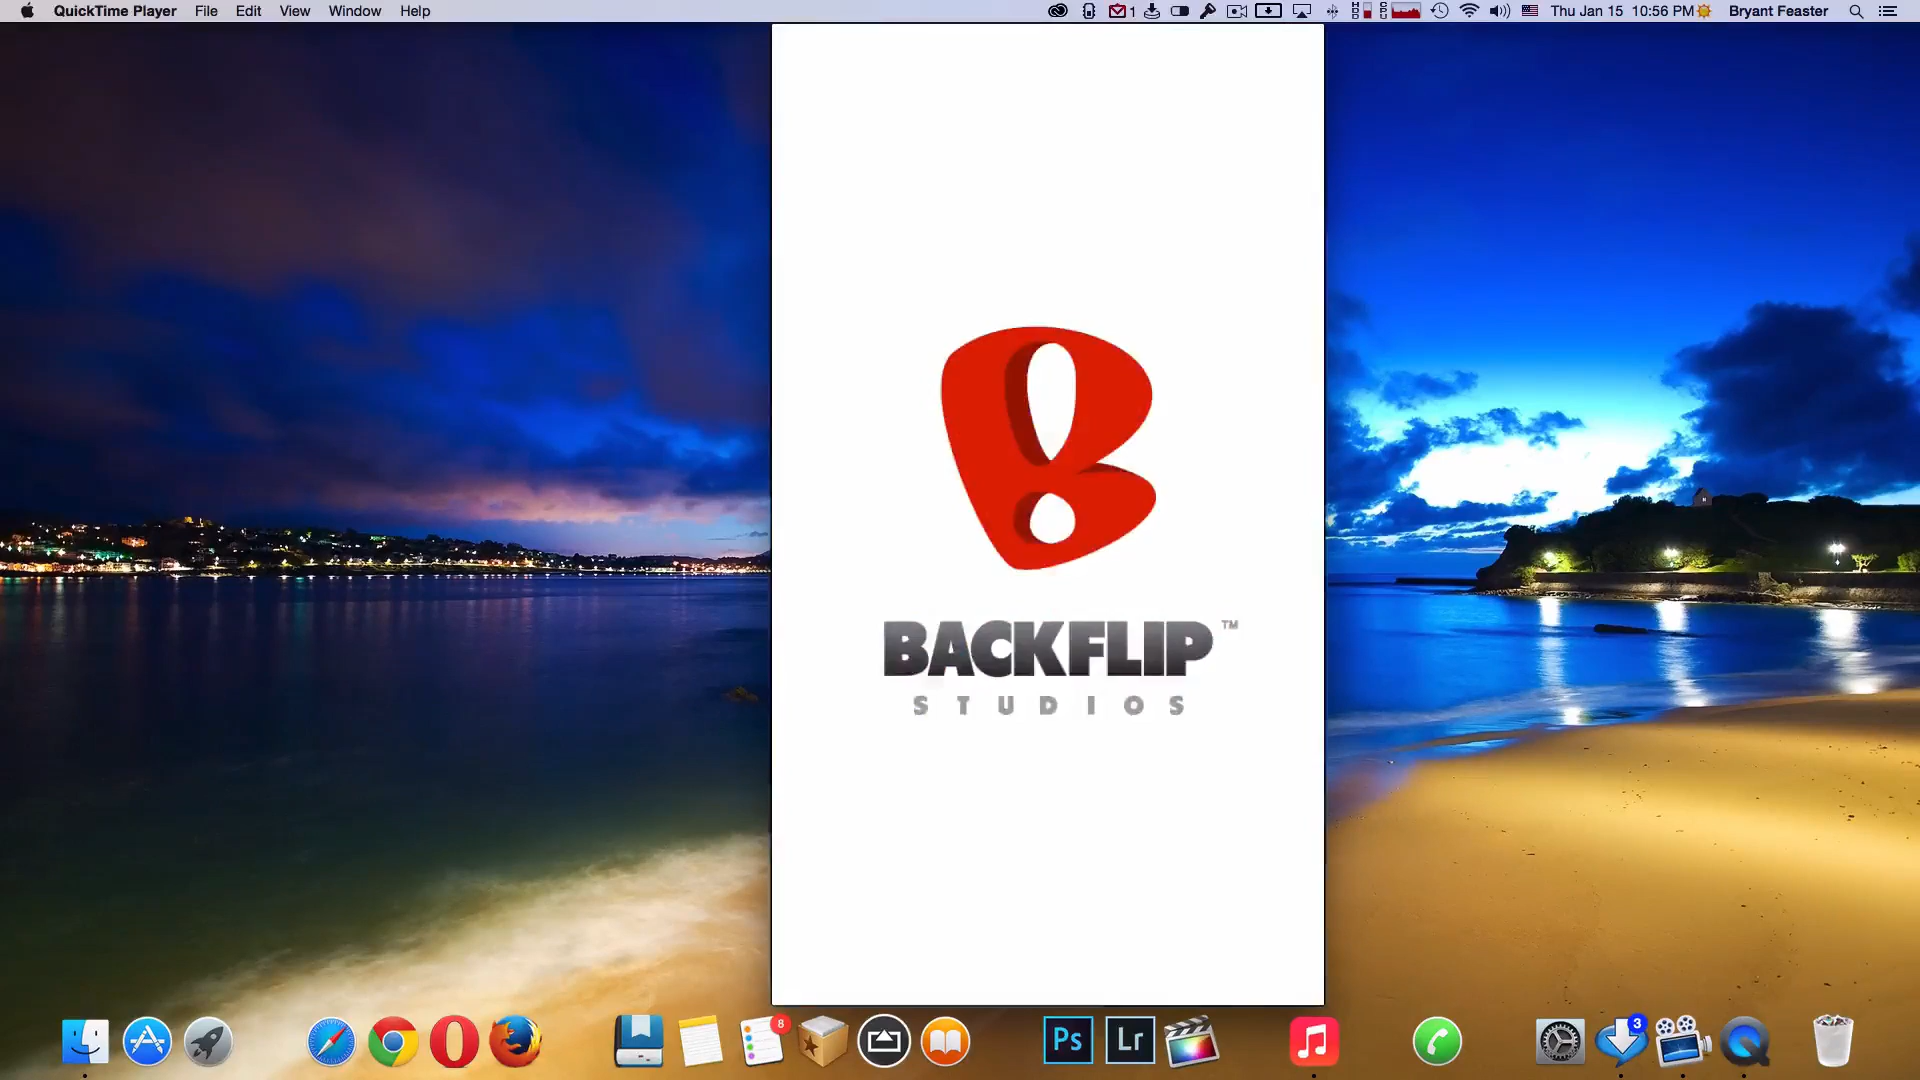 QuickTime Player File Edit View Window Help 1 Thu Jan 15 10:56 PM Bryant Feaster
BACKFLIP™
STUDIOS
8
Ps
Lr
3